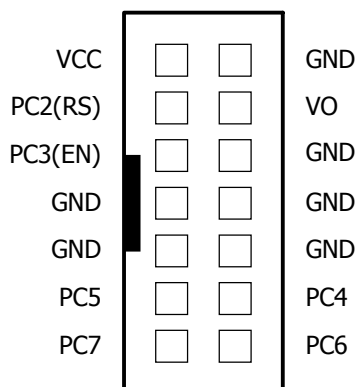 VCC GND
PC2(RS) VO
PC3(EN) GND
GND GND
GND GND
PC5 PC4
PC7 PC6